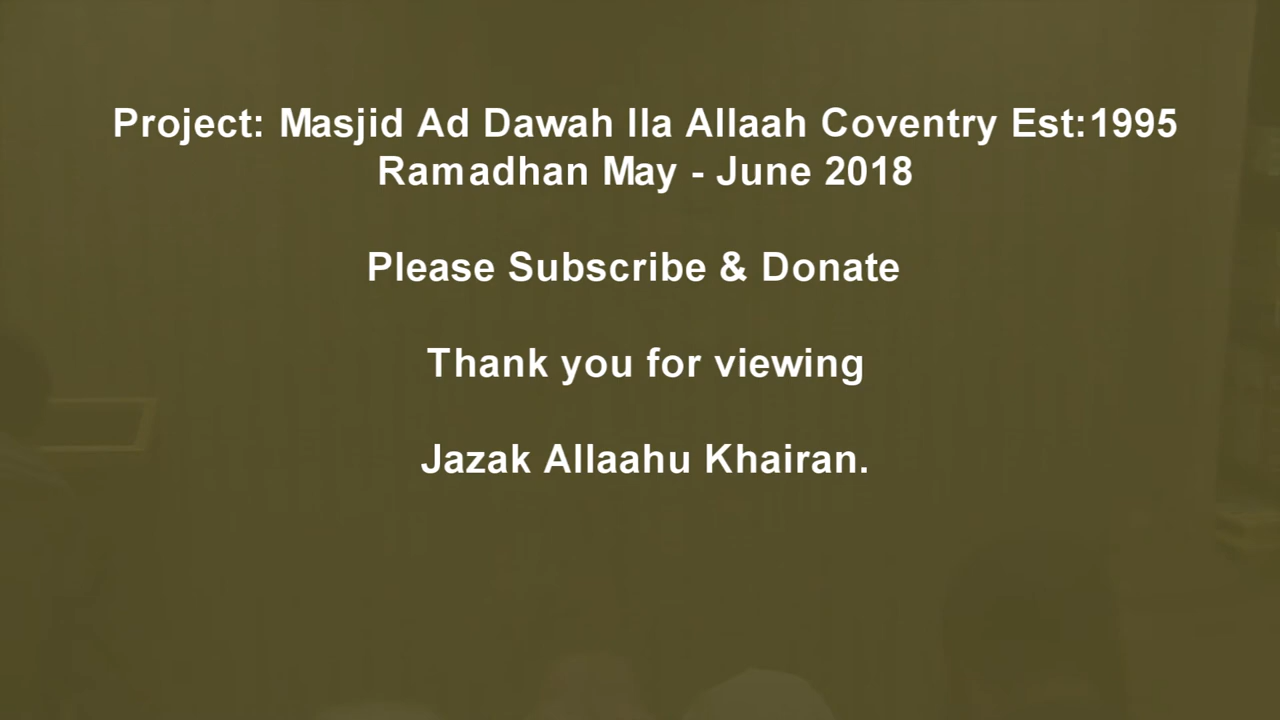 Project: Masjid Ad Dawah Ila Allaah Coventry Est:1995
Ramadhan May - June 2018
Please Subscribe & Donate
Thank you for viewing
Jazak Allaahu Khairan.